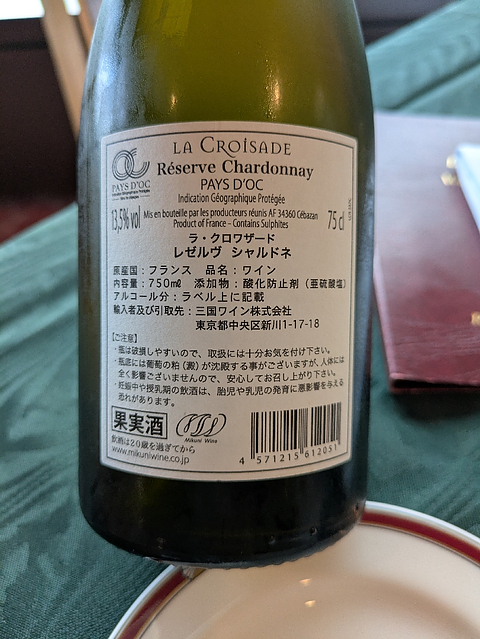 LA CROISADE
Réserve Chardonnay
PAYS D'OC
Indication Géographique Protégée
PAYS D'OC
13,5% vol
Mis en bouteille par les producteurs réunis AF 34360 Cébazan
Product of France - Contains Sulphites
75 cl
ラ・クロワザード
レゼルヴ シャルドネ
原産国：フランス 品名：ワイン
内容量：750mℓ 添加物：酸化防止剤（亜硫酸塩）
アルコール分：ラベル上に記載
輸入者及び引取先：三国ワイン株式会社
東京都中央区新川1-17-18
【ご注意】
・瓶は破損しやすいので、取扱には十分お気を付け下さい。
・瓶底には葡萄の粕（澱）が沈殿する事がございますが、人体には
全く影響ございませんので、安心してお召し上がり下さい。
・妊娠中や授乳期の飲酒は、胎児や乳児の発育に悪影響を与える
恐れがあります。
果実酒
Mikuni Wine
飲酒は20歳を過ぎてから
www.mikuniwine.co.jp
4 571215 612051